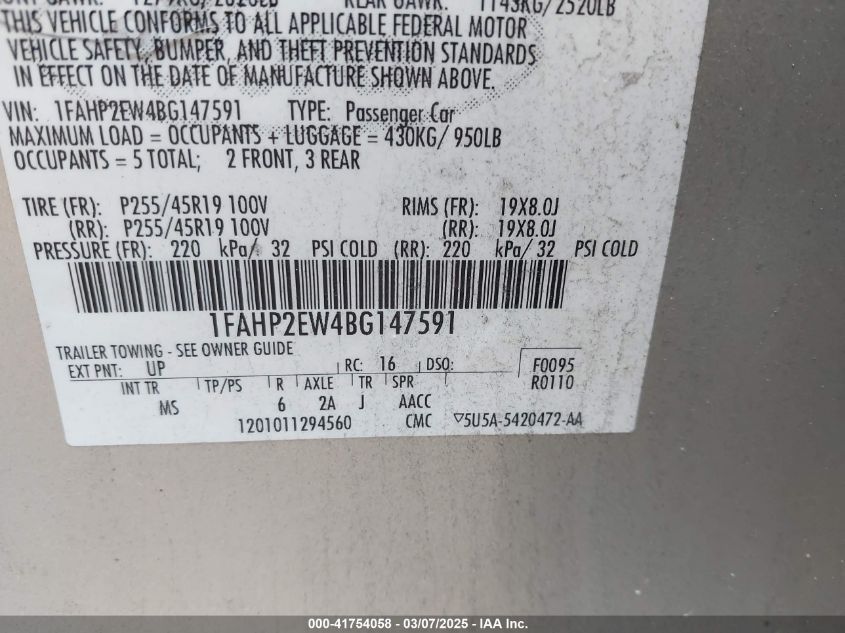 1143KG/2520LB
THIS VEHICLE CONFORMS TO ALL APPLICABLE FEDERAL MOTOR
VEHICLE SAFETY, BUMPER, AND THEFT PREVENTION STANDARDS
IN EFFECT ON THE DATE OF MANUFACTURE SHOWN ABOVE.
VIN: 1FAHP2EW4BG147591 TYPE: Passenger Car
MAXIMUM LOAD = OCCUPANTS + LUGGAGE = 430KG/ 950LB
OCCUPANTS = 5 TOTAL; 2 FRONT, 3 REAR
TIRE (FR): P255/45R19 100V RIMS (FR): 19X8.0J
(RR): P255/45R19 100V (RR): 19X8.0J
PRESSURE (FR): 220 kPa/ 32 PSI COLD (RR): 220 kPa/ 32 PSI COLD
1FAHP2EW4BG147591
TRAILER TOWING - SEE OWNER GUIDE
EXT PNT: UP RC: 16 DSO: F0095
INT TR TP/PS R AXLE TR SPR R0110
MS 6 2A J AACC
1201011294560 CMC ▽5U5A-5420472-AA
000-41754058 - 03/07/2025 - IAA Inc.